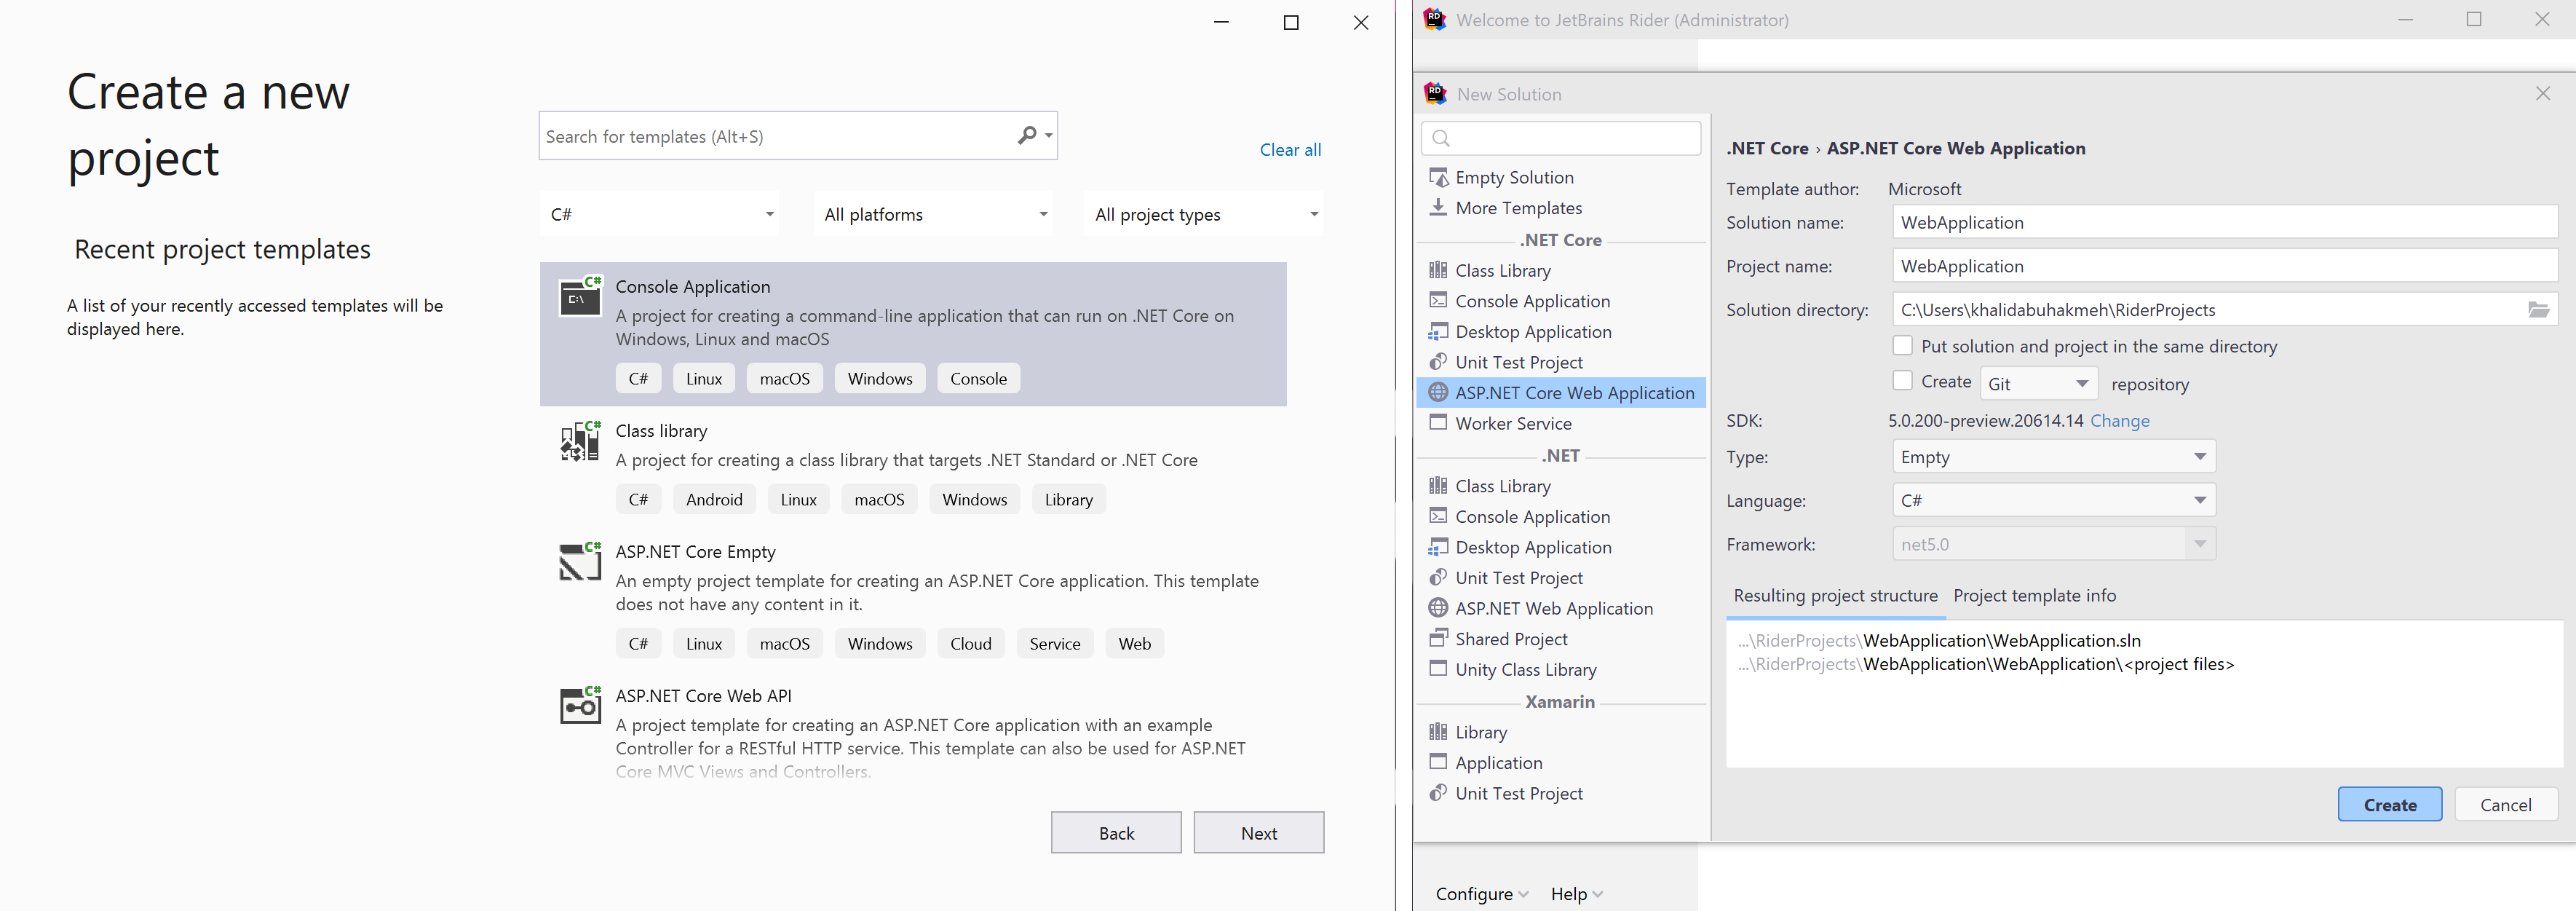 Create a new
project
Recent project templates
A list of your recently accessed templates will be
displayed here.
Search for templates (Alt+S)
Clear all
C#
All platforms
All project types
C#
C:\
Console Application
A project for creating a command-line application that can run on .NET Core on
Windows, Linux and macOS
C# Linux macOS Windows Console
C#
Class library
A project for creating a class library that targets .NET Standard or .NET Core
C# Android Linux macOS Windows Library
C#
ASP.NET Core Empty
An empty project template for creating an ASP.NET Core application. This template
does not have any content in it.
C# Linux macOS Windows Cloud Service Web
C#
ASP.NET Core Web API
A project template for creating an ASP.NET Core application with an example
Controller for a RESTful HTTP service. This template can also be used for ASP.NET
Core MVC Views and Controllers.
Back
Next
RD Welcome to JetBrains Rider (Administrator)
RD New Solution
Empty Solution
More Templates
.NET Core
Class Library
Console Application
Desktop Application
Unit Test Project
ASP.NET Core Web Application
Worker Service
.NET
Class Library
Console Application
Desktop Application
Unit Test Project
ASP.NET Web Application
Shared Project
Unity Class Library
Xamarin
Library
Application
Unit Test Project
.NET Core › ASP.NET Core Web Application
Template author: Microsoft
Solution name: WebApplication
Project name: WebApplication
Solution directory: C:\Users\khalidabuhakmeh\RiderProjects
Put solution and project in the same directory
Create Git repository
SDK: 5.0.200-preview.20614.14 Change
Type: Empty
Language: C#
Framework: net5.0
Resulting project structure Project template info
...\RiderProjects\WebApplication\WebApplication.sln
...\RiderProjects\WebApplication\WebApplication\<project files>
Create
Cancel
Configure Help